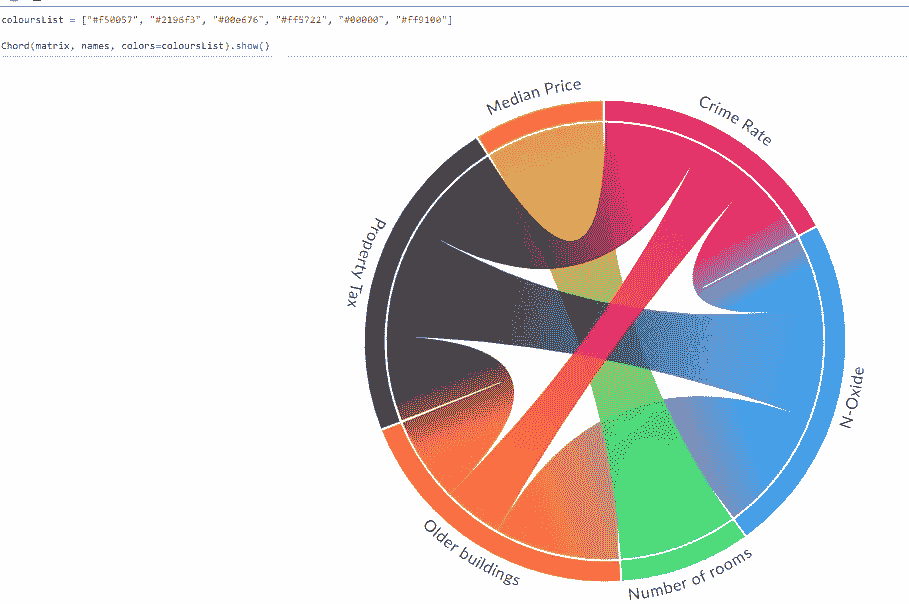 coloursList = ["#f50057", "#2196f3", "#00e676", "#ff5722", "#00000", "#ff9100"]
Chord(matrix, names, colors=coloursList).show()
Median Price
Crime Rate
Property Tax
N-Oxide
Older buildings
Number of rooms